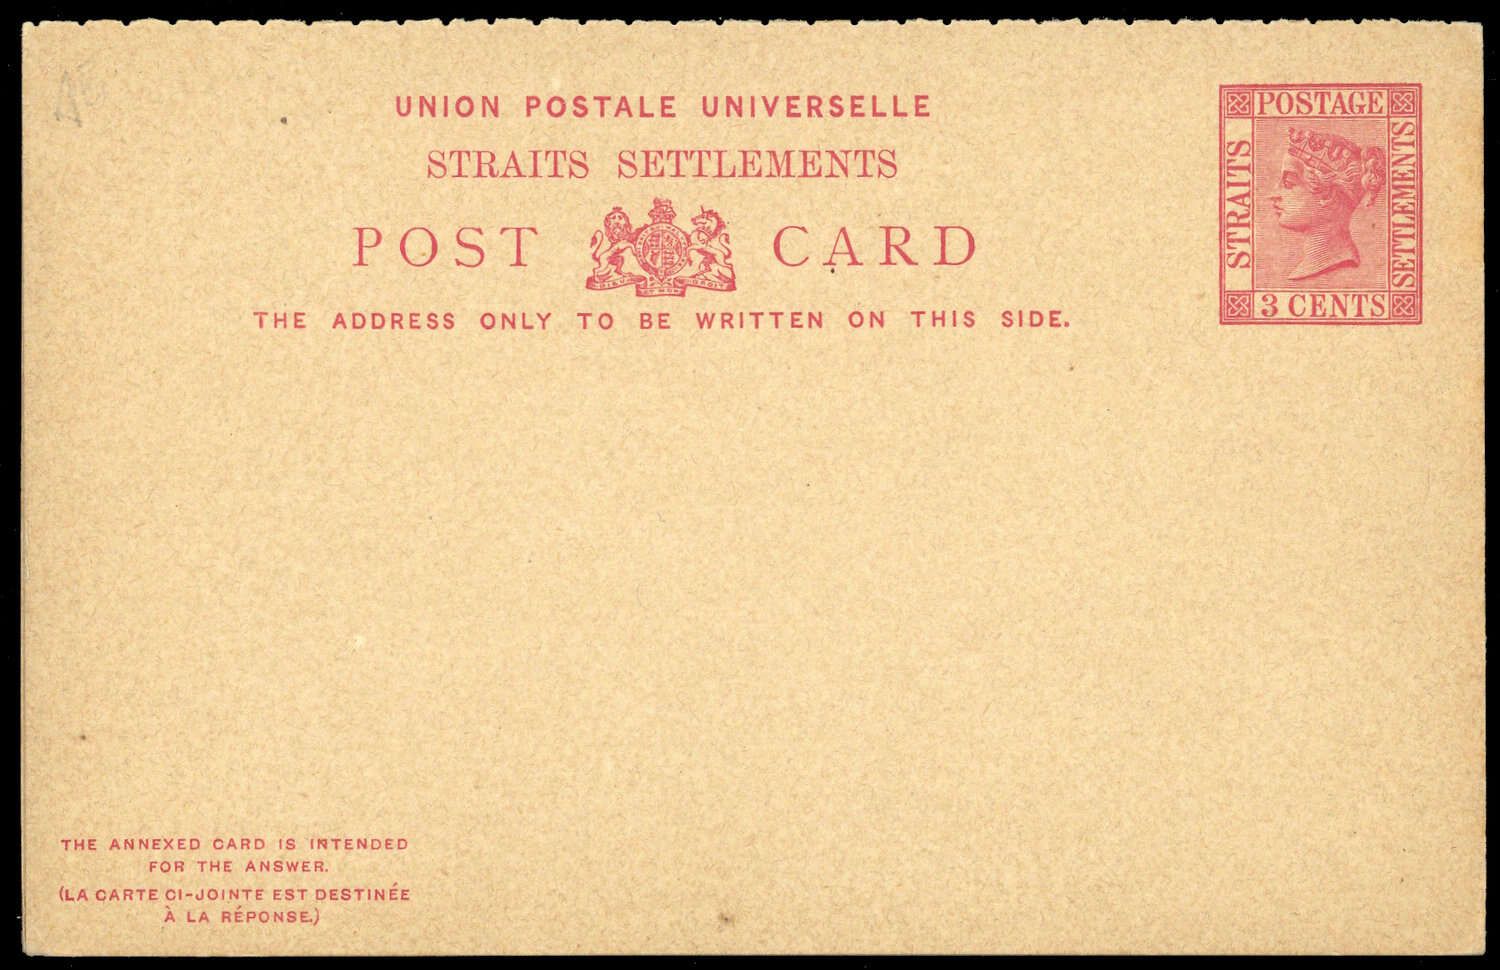 UNION POSTALE UNIVERSELLE
STRAITS SETTLEMENTS
POST CARD
THE ADDRESS ONLY TO BE WRITTEN ON THIS SIDE.
POSTAGE
STRAITS
SETTLEMENTS
3 CENTS
THE ANNEXED CARD IS INTENDED
FOR THE ANSWER.
(LA CARTE CI-JOINTE EST DESTINÉE
À LA RÉPONSE.)